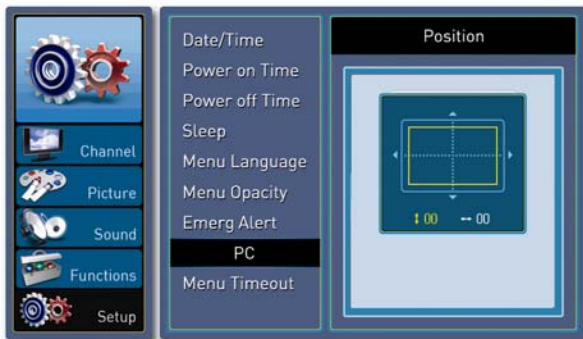 Channel
Picture
Sound
Functions
Setup
Date/Time
Power on Time
Power off Time
Sleep
Menu Language
Menu Opacity
Emerg Alert
PC
Menu Timeout
Position
00 00